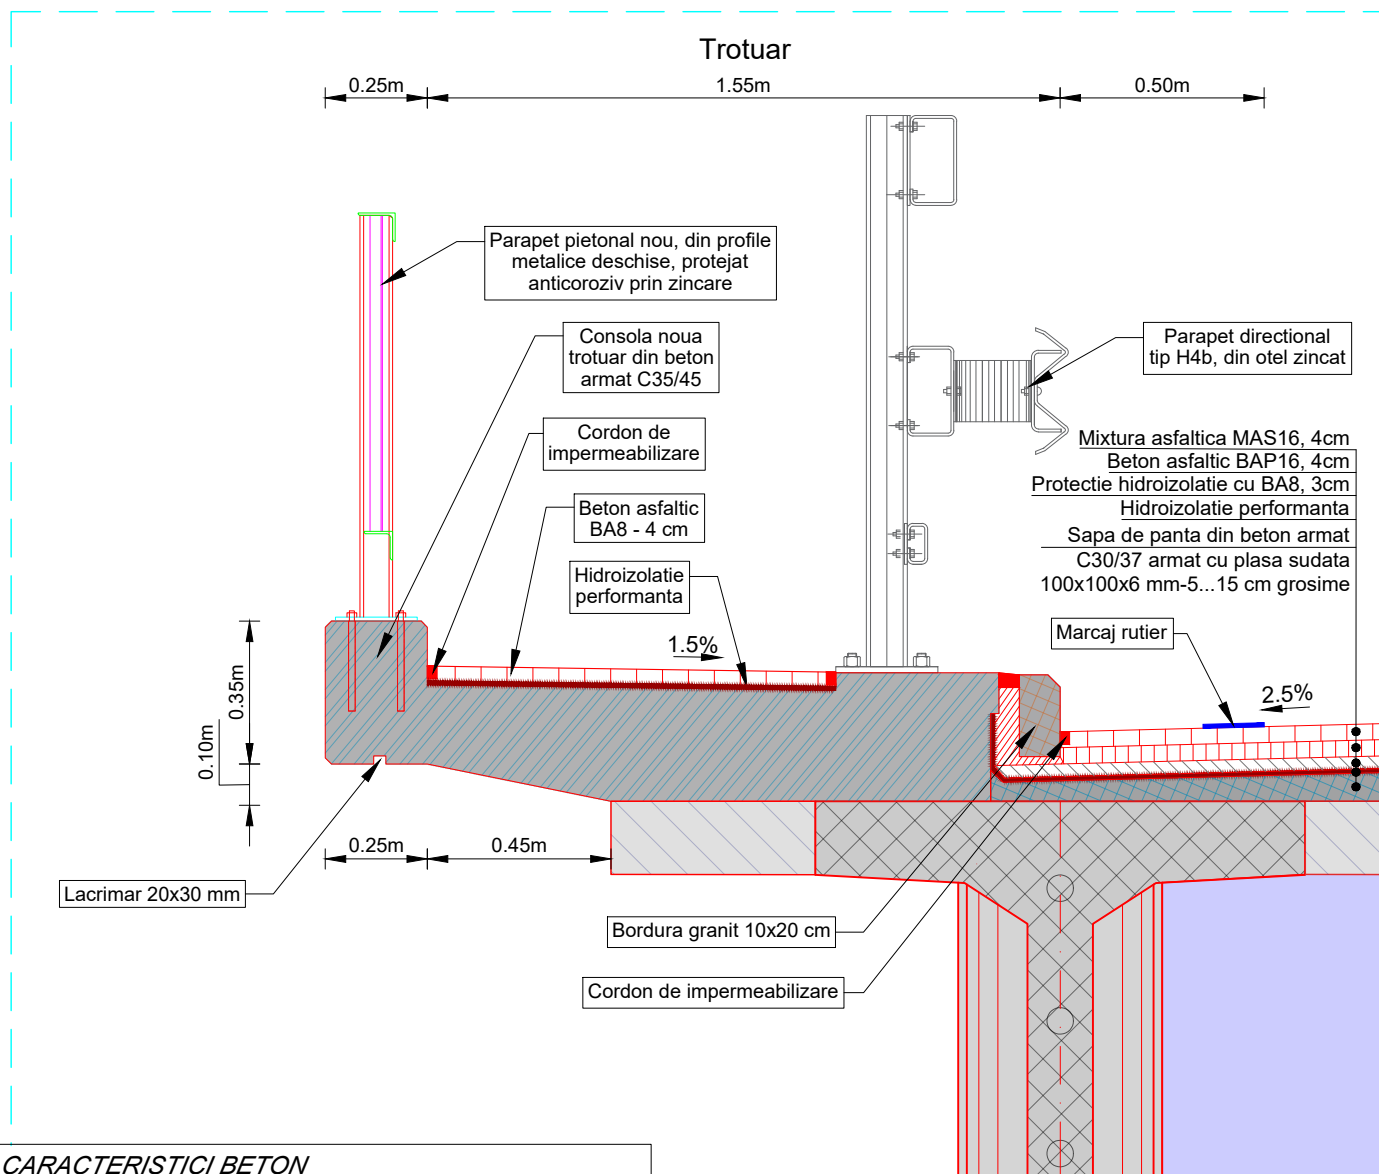 Trotuar
0.25m
1.55m
0.50m
Parapet pietonal nou, din profile
metalice deschise, protejat
anticoroziv prin zincare
Consola noua
trotuar din beton
armat C35/45
Parapet directional
tip H4b, din otel zincat
Cordon de
impermeabilizare
Mixtura asfaltica MAS16, 4cm
Beton asfaltic BAP16, 4cm
Protectie hidroizolatie cu BA8, 3cm
Hidroizolatie performanta
Sapa de panta din beton armat
C30/37 armat cu plasa sudata
100x100x6 mm-5...15 cm grosime
Beton asfaltic
BA8 - 4 cm
Hidroizolatie
performanta
Marcaj rutier
1.5%
2.5%
0.35m
0.10m
0.25m
0.45m
Lacrimar 20x30 mm
Bordura granit 10x20 cm
Cordon de impermeabilizare
CARACTERISTICI BETON